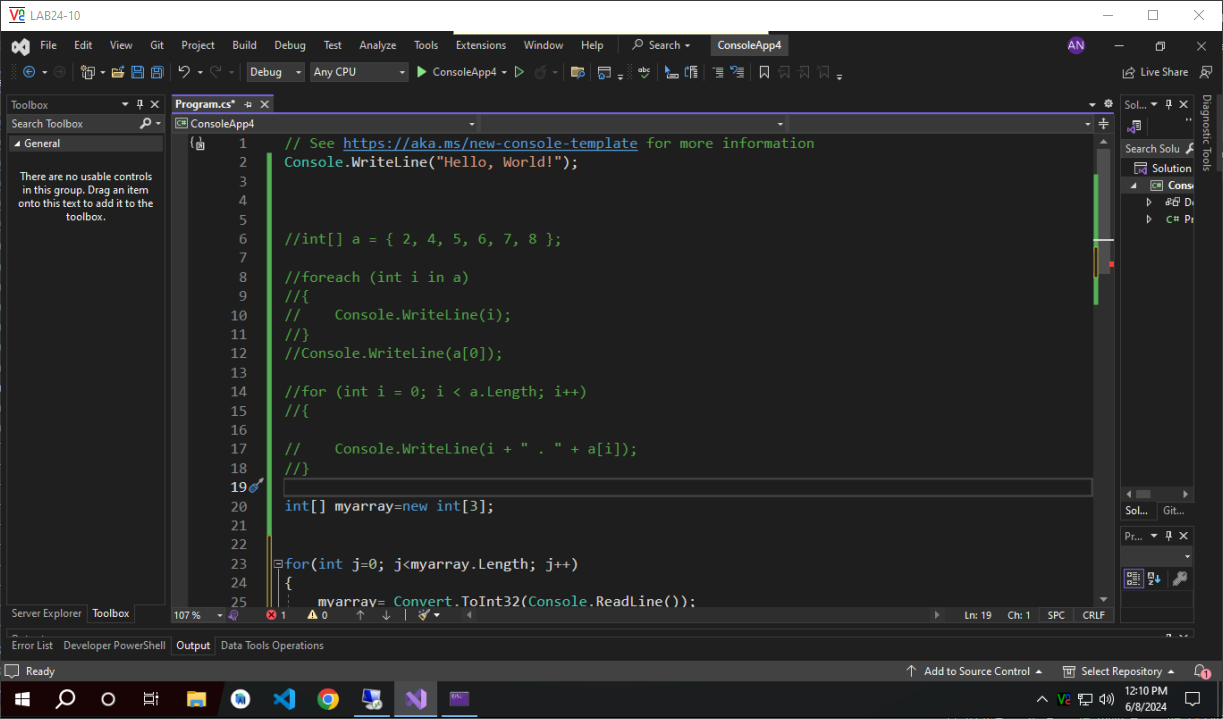 LAB24-10
File Edit View Git Project Build Debug Test Analyze Tools Extensions Window Help Search ConsoleApp4 AN
Debug Any CPU ConsoleApp4 Live Share
Toolbox
Search Toolbox
General
There are no usable controls
in this group. Drag an item
onto this text to add it to the
toolbox.
Server Explorer Toolbox
Program.cs*
ConsoleApp4
1 // See https://aka.ms/new-console-template for more information
2 Console.WriteLine("Hello, World!");
3
4
5
6 //int[] a = { 2, 4, 5, 6, 7, 8 };
7
8 //foreach (int i in a)
9 //{
10 //    Console.WriteLine(i);
11 //}
12 //Console.WriteLine(a[0]);
13
14 //for (int i = 0; i < a.Length; i++)
15 //{
16
17 //    Console.WriteLine(i + " . " + a[i]);
18 //}
19
20 int[] myarray=new int[3];
21
22
23 for(int j=0; j<myarray.Length; j++)
24 {
25     myarray= Convert.ToInt32(Console.ReadLine());
107 % 1 0 Ln: 19 Ch: 1 SPC CRLF
Sol...
Search Solu
Solution
Conso
Sol... Git...
Pr...
Diagnostic Tools
Error List Developer PowerShell Output Data Tools Operations
Ready Add to Source Control Select Repository 1
12:10 PM
6/8/2024